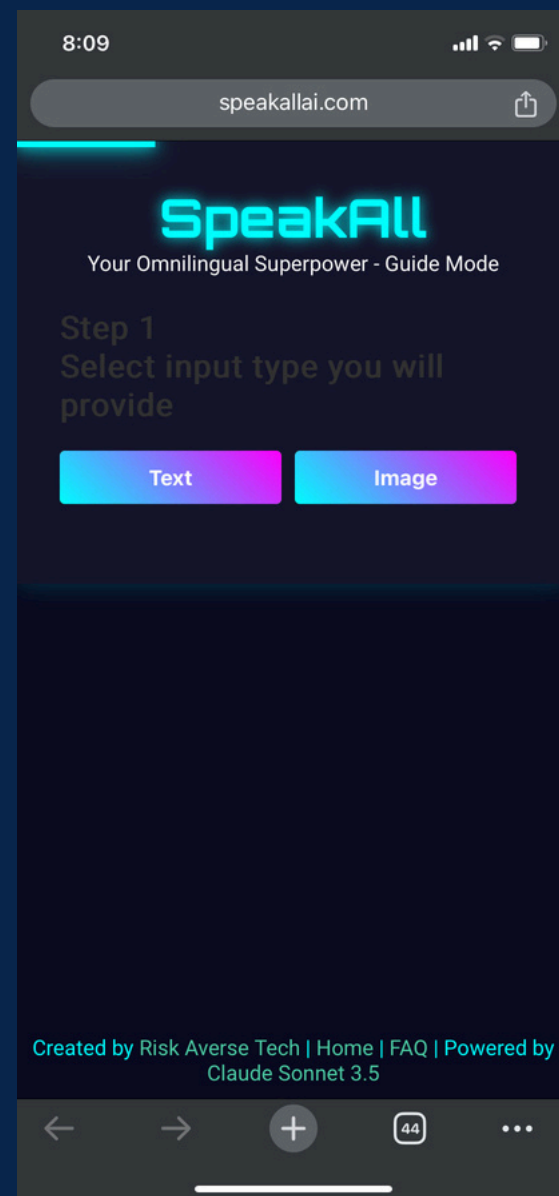 8:09
speakallai.com
SpeakAll
Your Omnilingual Superpower - Guide Mode
Step 1
Select input type you will
provide
Text Image
Created by Risk Averse Tech | Home | FAQ | Powered by
Claude Sonnet 3.5
44